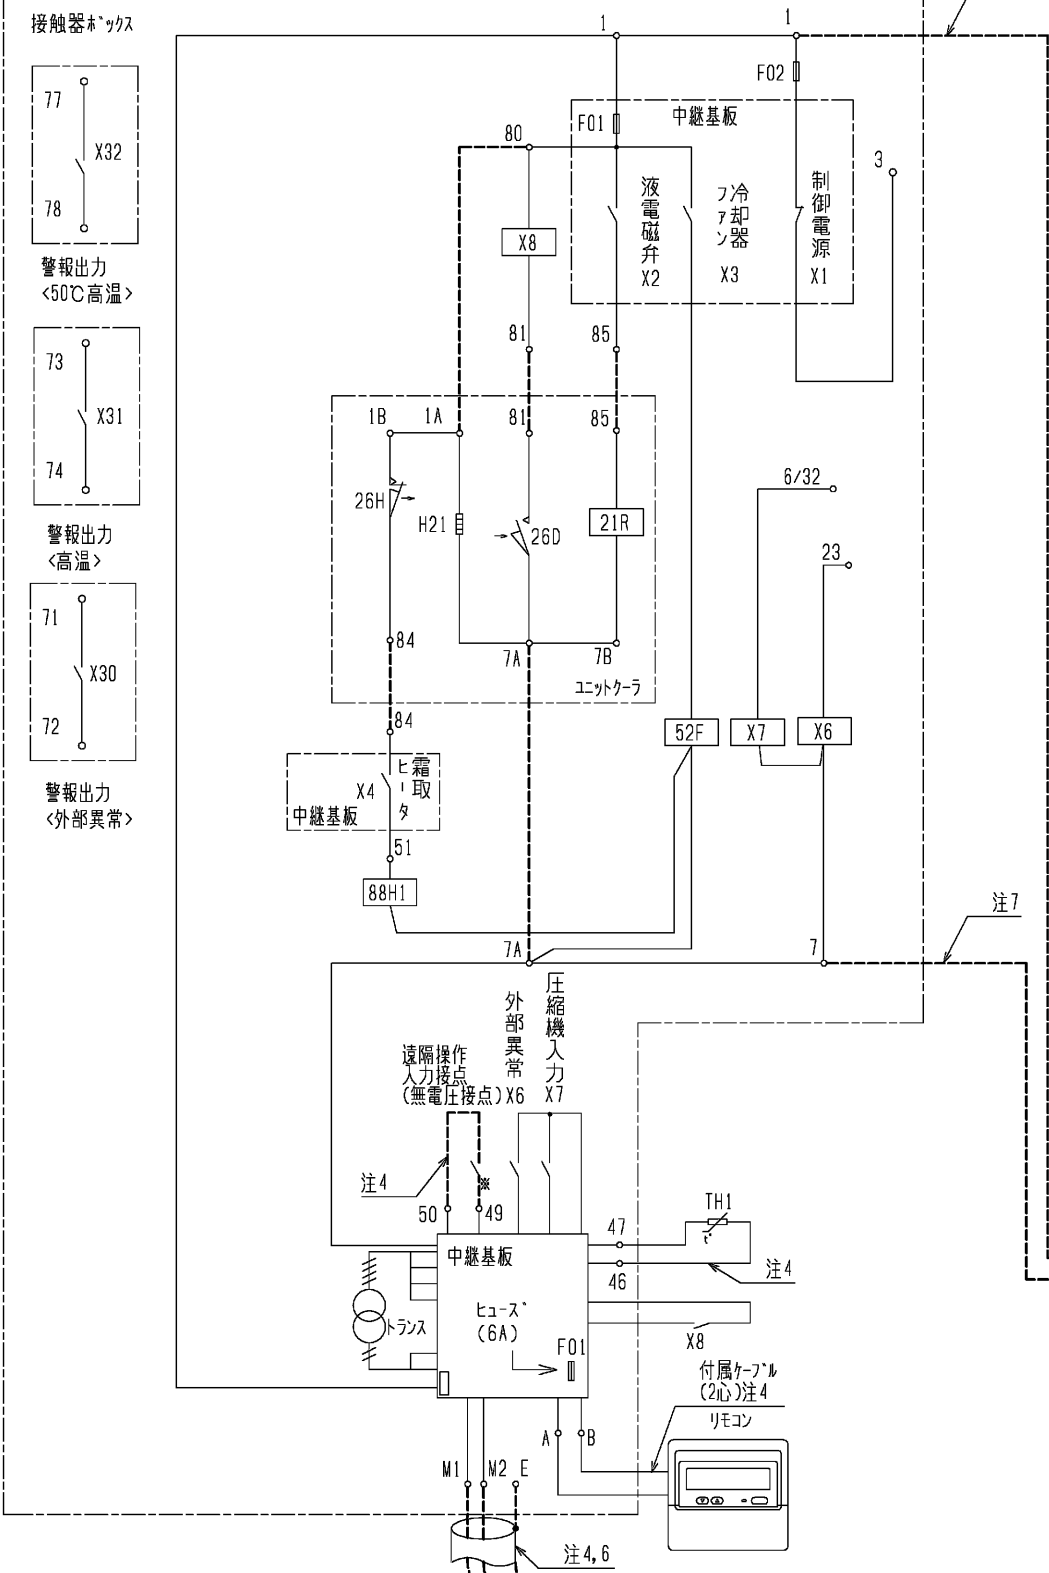 接触器ボックス
77
X32
78
警報出力
<50℃高温>
73
X31
74
警報出力
<高温>
71
X30
72
警報出力
<外部異常>
1
1
F02
F01
中継基板
80
3
液電磁弁
X2
冷却器
ファン
X3
制御電源
X1
X8
81
85
1B
1A
81
85
26H
H21
26D
21R
6/32
23
84
7A
7B
ユニットクーラ
84
52F
X7
X6
X4
霜取
ヒータ
中継基板
51
88H1
注7
7A
7
外部異常
X6
圧縮機入力
X7
遠隔操作
入力接点
(無電圧接点)
注4
※
50
49
TH1
t°
47
46
注4
中継基板
ヒューズ
(6A)
F01
トランス
X8
付属ケーブル
(2心)注4
リモコン
A
B
M1
M2
E
注4,6